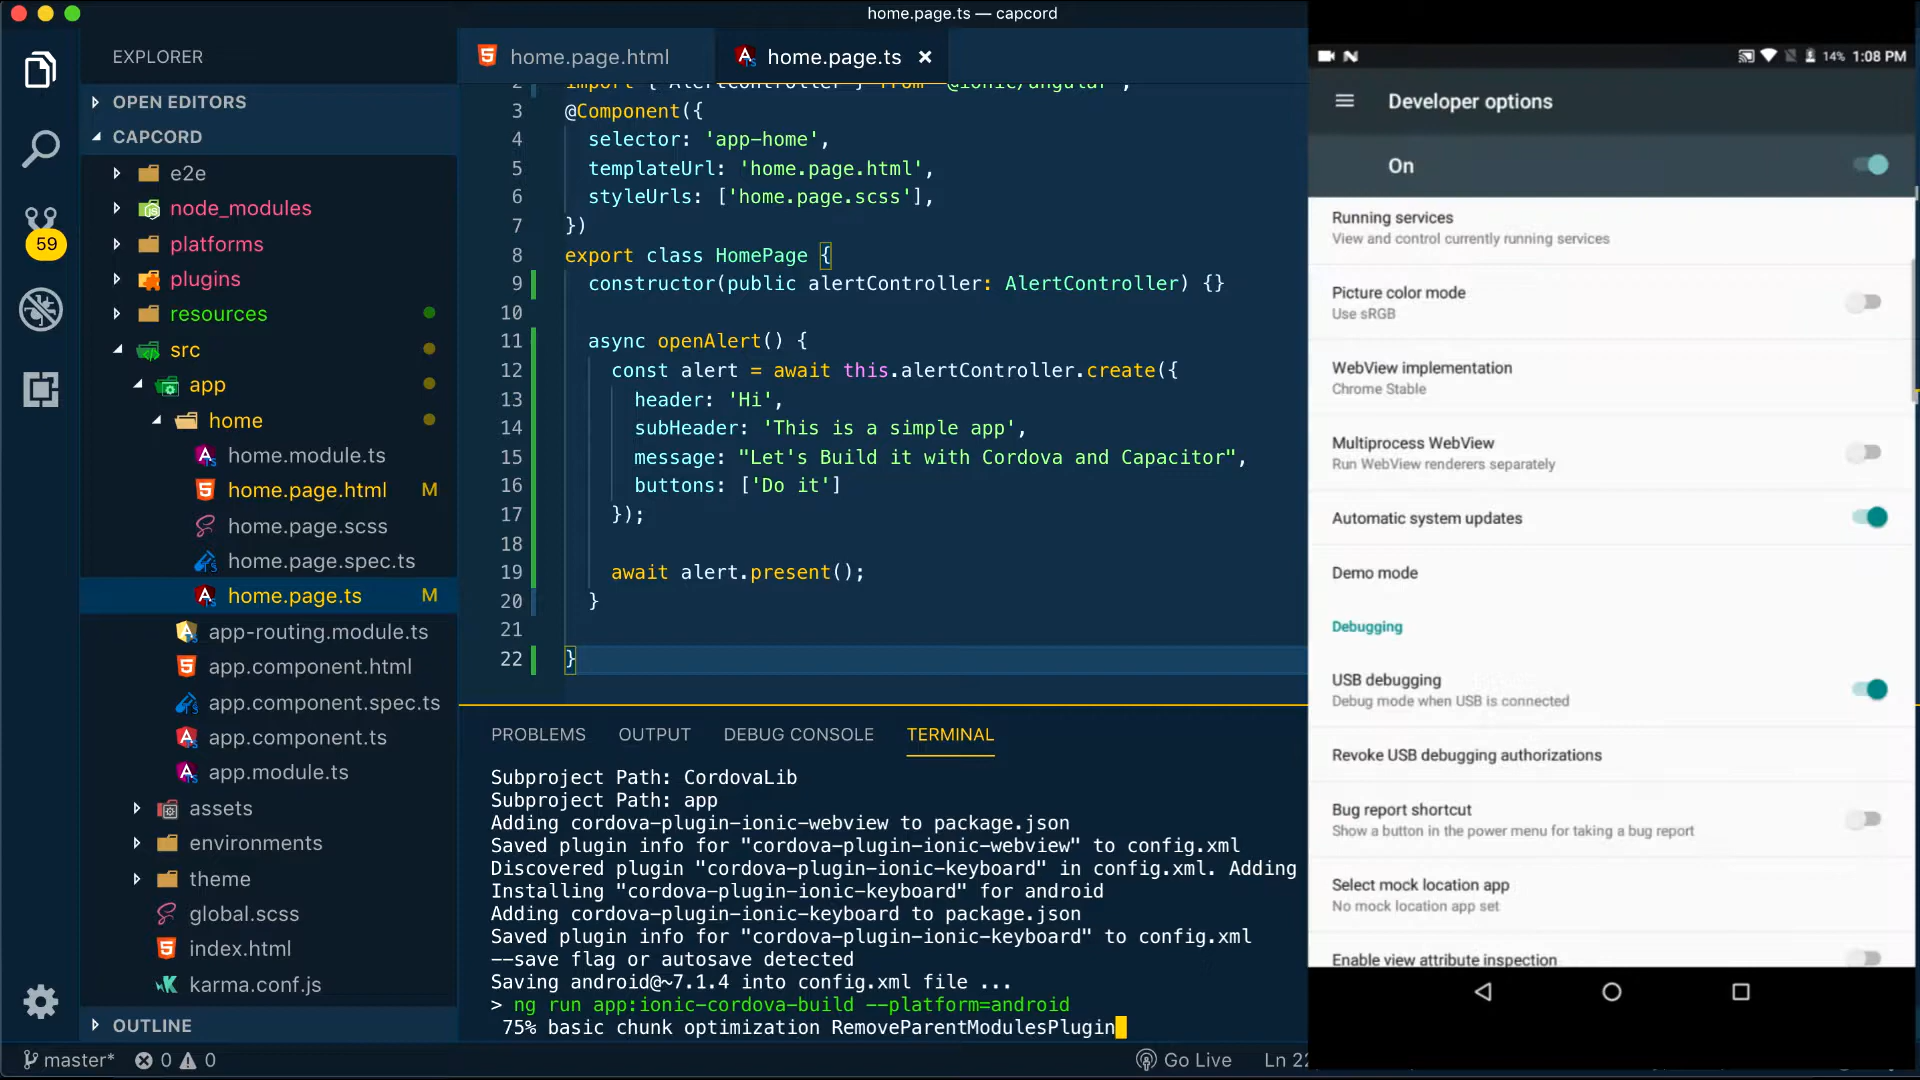 home.page.ts — capcord
EXPLORER
OPEN EDITORS
CAPCORD
e2e
node_modules
platforms
plugins
resources
src
app
home
home.module.ts
home.page.html M
home.page.scss
home.page.spec.ts
home.page.ts M
app-routing.module.ts
app.component.html
app.component.spec.ts
app.component.ts
app.module.ts
assets
environments
theme
global.scss
index.html
karma.conf.js
OUTLINE
59
home.page.html
home.page.ts
2 import { AlertController } from '@ionic/angular';
3 @Component({
4 selector: 'app-home',
5 templateUrl: 'home.page.html',
6 styleUrls: ['home.page.scss'],
7 })
8 export class HomePage {
9 constructor(public alertController: AlertController) {}
10
11 async openAlert() {
12 const alert = await this.alertController.create({
13 header: 'Hi',
14 subHeader: 'This is a simple app',
15 message: "Let's Build it with Cordova and Capacitor",
16 buttons: ['Do it']
17 });
18
19 await alert.present();
20 }
21
22 }
PROBLEMS OUTPUT DEBUG CONSOLE TERMINAL
Subproject Path: CordovaLib
Subproject Path: app
Adding cordova-plugin-ionic-webview to package.json
Saved plugin info for "cordova-plugin-ionic-webview" to config.xml
Discovered plugin "cordova-plugin-ionic-keyboard" in config.xml. Adding
Installing "cordova-plugin-ionic-keyboard" for android
Adding cordova-plugin-ionic-keyboard to package.json
Saved plugin info for "cordova-plugin-ionic-keyboard" to config.xml
--save flag or autosave detected
Saving android@~7.1.4 into config.xml file ...
> ng run app:ionic-cordova-build --platform=android
75% basic chunk optimization RemoveParentModulesPlugin
master* 0 0
Go Live Ln 22
14% 1:08 PM
Developer options
On
Running services
View and control currently running services
Picture color mode
Use sRGB
WebView implementation
Chrome Stable
Multiprocess WebView
Run WebView renderers separately
Automatic system updates
Demo mode
Debugging
USB debugging
Debug mode when USB is connected
Revoke USB debugging authorizations
Bug report shortcut
Show a button in the power menu for taking a bug report
Select mock location app
No mock location app set
Enable view attribute inspection